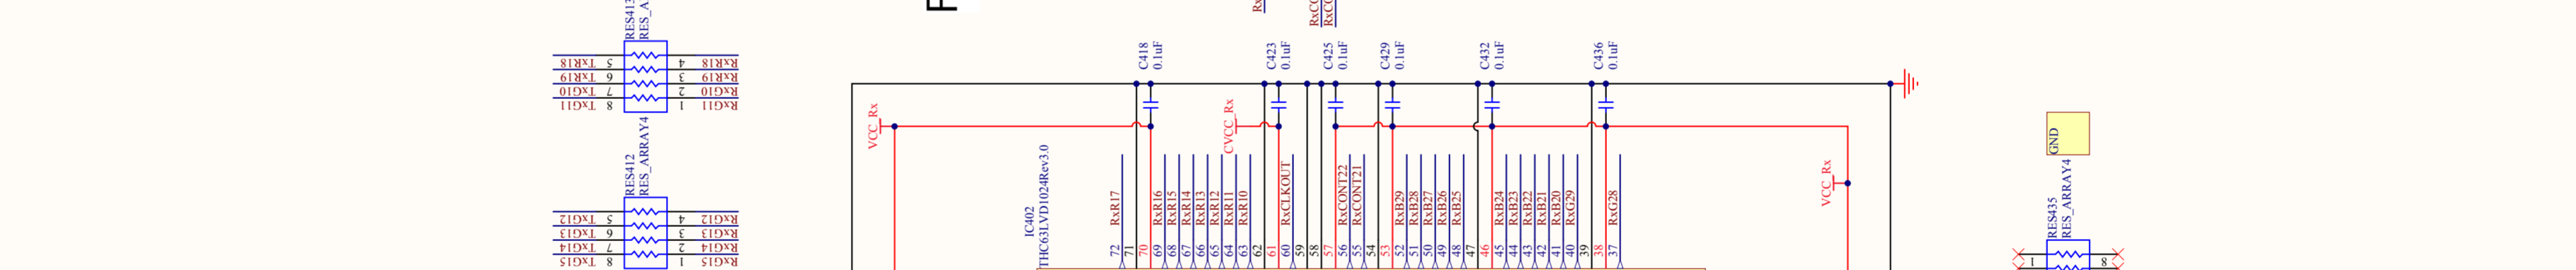 RES413
TxR18 5 4 RxR18
TxR19 6 3 RxR19
TxG10 7 2 RxG10
TxG11 8 1 RxG11
RES412
RES_ARRAY4
TxG12 5 4 RxG12
TxG13 6 3 RxG13
TxG14 7 2 RxG14
TxG15 8 1 RxG15
C418
0.1uF
C423
0.1uF
C425
0.1uF
C429
0.1uF
C432
0.1uF
C436
0.1uF
VCC_Rx
CVCC_Rx
VCC_Rx
IC402
THC63LVD1024Rev3.0
72 RxR17
71
70
69 RxR16
68 RxR15
67 RxR14
66 RxR13
65 RxR12
64 RxR11
63 RxR10
62
61
60 RxCLKOUT
59
58
57
56 RxCONT22
55 RxCONT21
54
53
52 RxB29
51 RxB28
50 RxB27
49 RxB26
48 RxB25
47
46
45 RxB24
44 RxB23
43 RxB22
42 RxB21
41 RxB20
40 RxG29
39
38
37 RxG28
GND
RES435
RES_ARRAY4
1 8